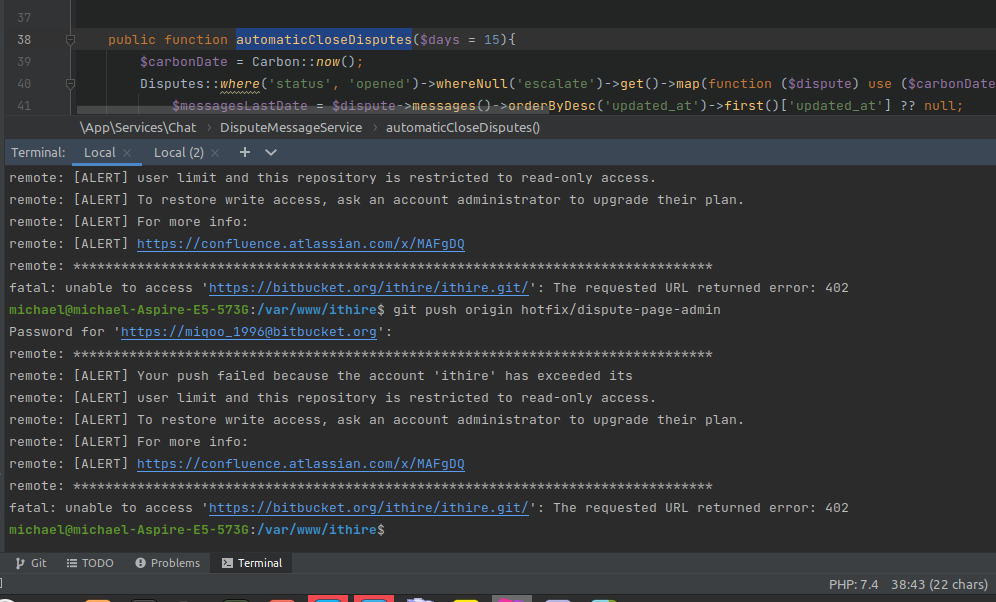 37
38 public function automaticCloseDisputes($days = 15){
39 $carbonDate = Carbon::now();
40 Disputes::where('status', 'opened')->whereNull('escalate')->get()->map(function ($dispute) use ($carbonDate
41 $messagesLastDate = $dispute->messages()->orderByDesc('updated_at')->first()['updated_at'] ?? null;
\App\Services\Chat › DisputeMessageService › automaticCloseDisputes()
Terminal: Local × Local (2) × +
remote: [ALERT] user limit and this repository is restricted to read-only access.
remote: [ALERT] To restore write access, ask an account administrator to upgrade their plan.
remote: [ALERT] For more info:
remote: [ALERT] https://confluence.atlassian.com/x/MAFgDQ
remote: ********************************************************************************
fatal: unable to access 'https://bitbucket.org/ithire/ithire.git/': The requested URL returned error: 402
michael@michael-Aspire-E5-573G:/var/www/ithire$ git push origin hotfix/dispute-page-admin
Password for 'https://miqoo_1996@bitbucket.org':
remote: ********************************************************************************
remote: [ALERT] Your push failed because the account 'ithire' has exceeded its
remote: [ALERT] user limit and this repository is restricted to read-only access.
remote: [ALERT] To restore write access, ask an account administrator to upgrade their plan.
remote: [ALERT] For more info:
remote: [ALERT] https://confluence.atlassian.com/x/MAFgDQ
remote: ********************************************************************************
fatal: unable to access 'https://bitbucket.org/ithire/ithire.git/': The requested URL returned error: 402
michael@michael-Aspire-E5-573G:/var/www/ithire$
Git TODO Problems Terminal
PHP: 7.4 38:43 (22 chars)